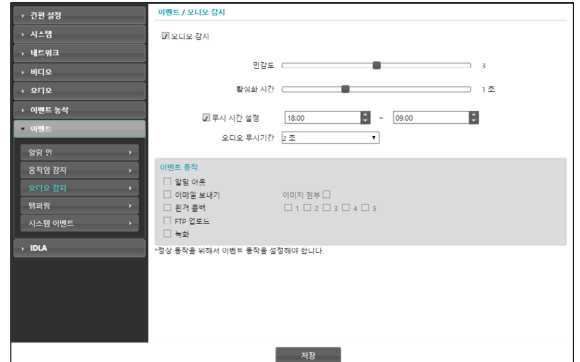 간편 설정
시스템
네트워크
비디오
오디오
이벤트 동작
이벤트
알람 인
움직임 감지
오디오 감지
탬퍼링
시스템 이벤트
IDLA
이벤트 / 오디오 감지
오디오 감지
민감도 8
활성화 시간 1 초
무시 시간 설정 18:00 ~ 09:00
오디오 무시기간 2 초
이벤트 동작
알람 아웃
이메일 보내기 이미지 첨부
원격 콜백 1 2 3 4 5
FTP 업로드
녹화
*정상 동작을 위해서 이벤트 동작을 설정해야 합니다.
저장